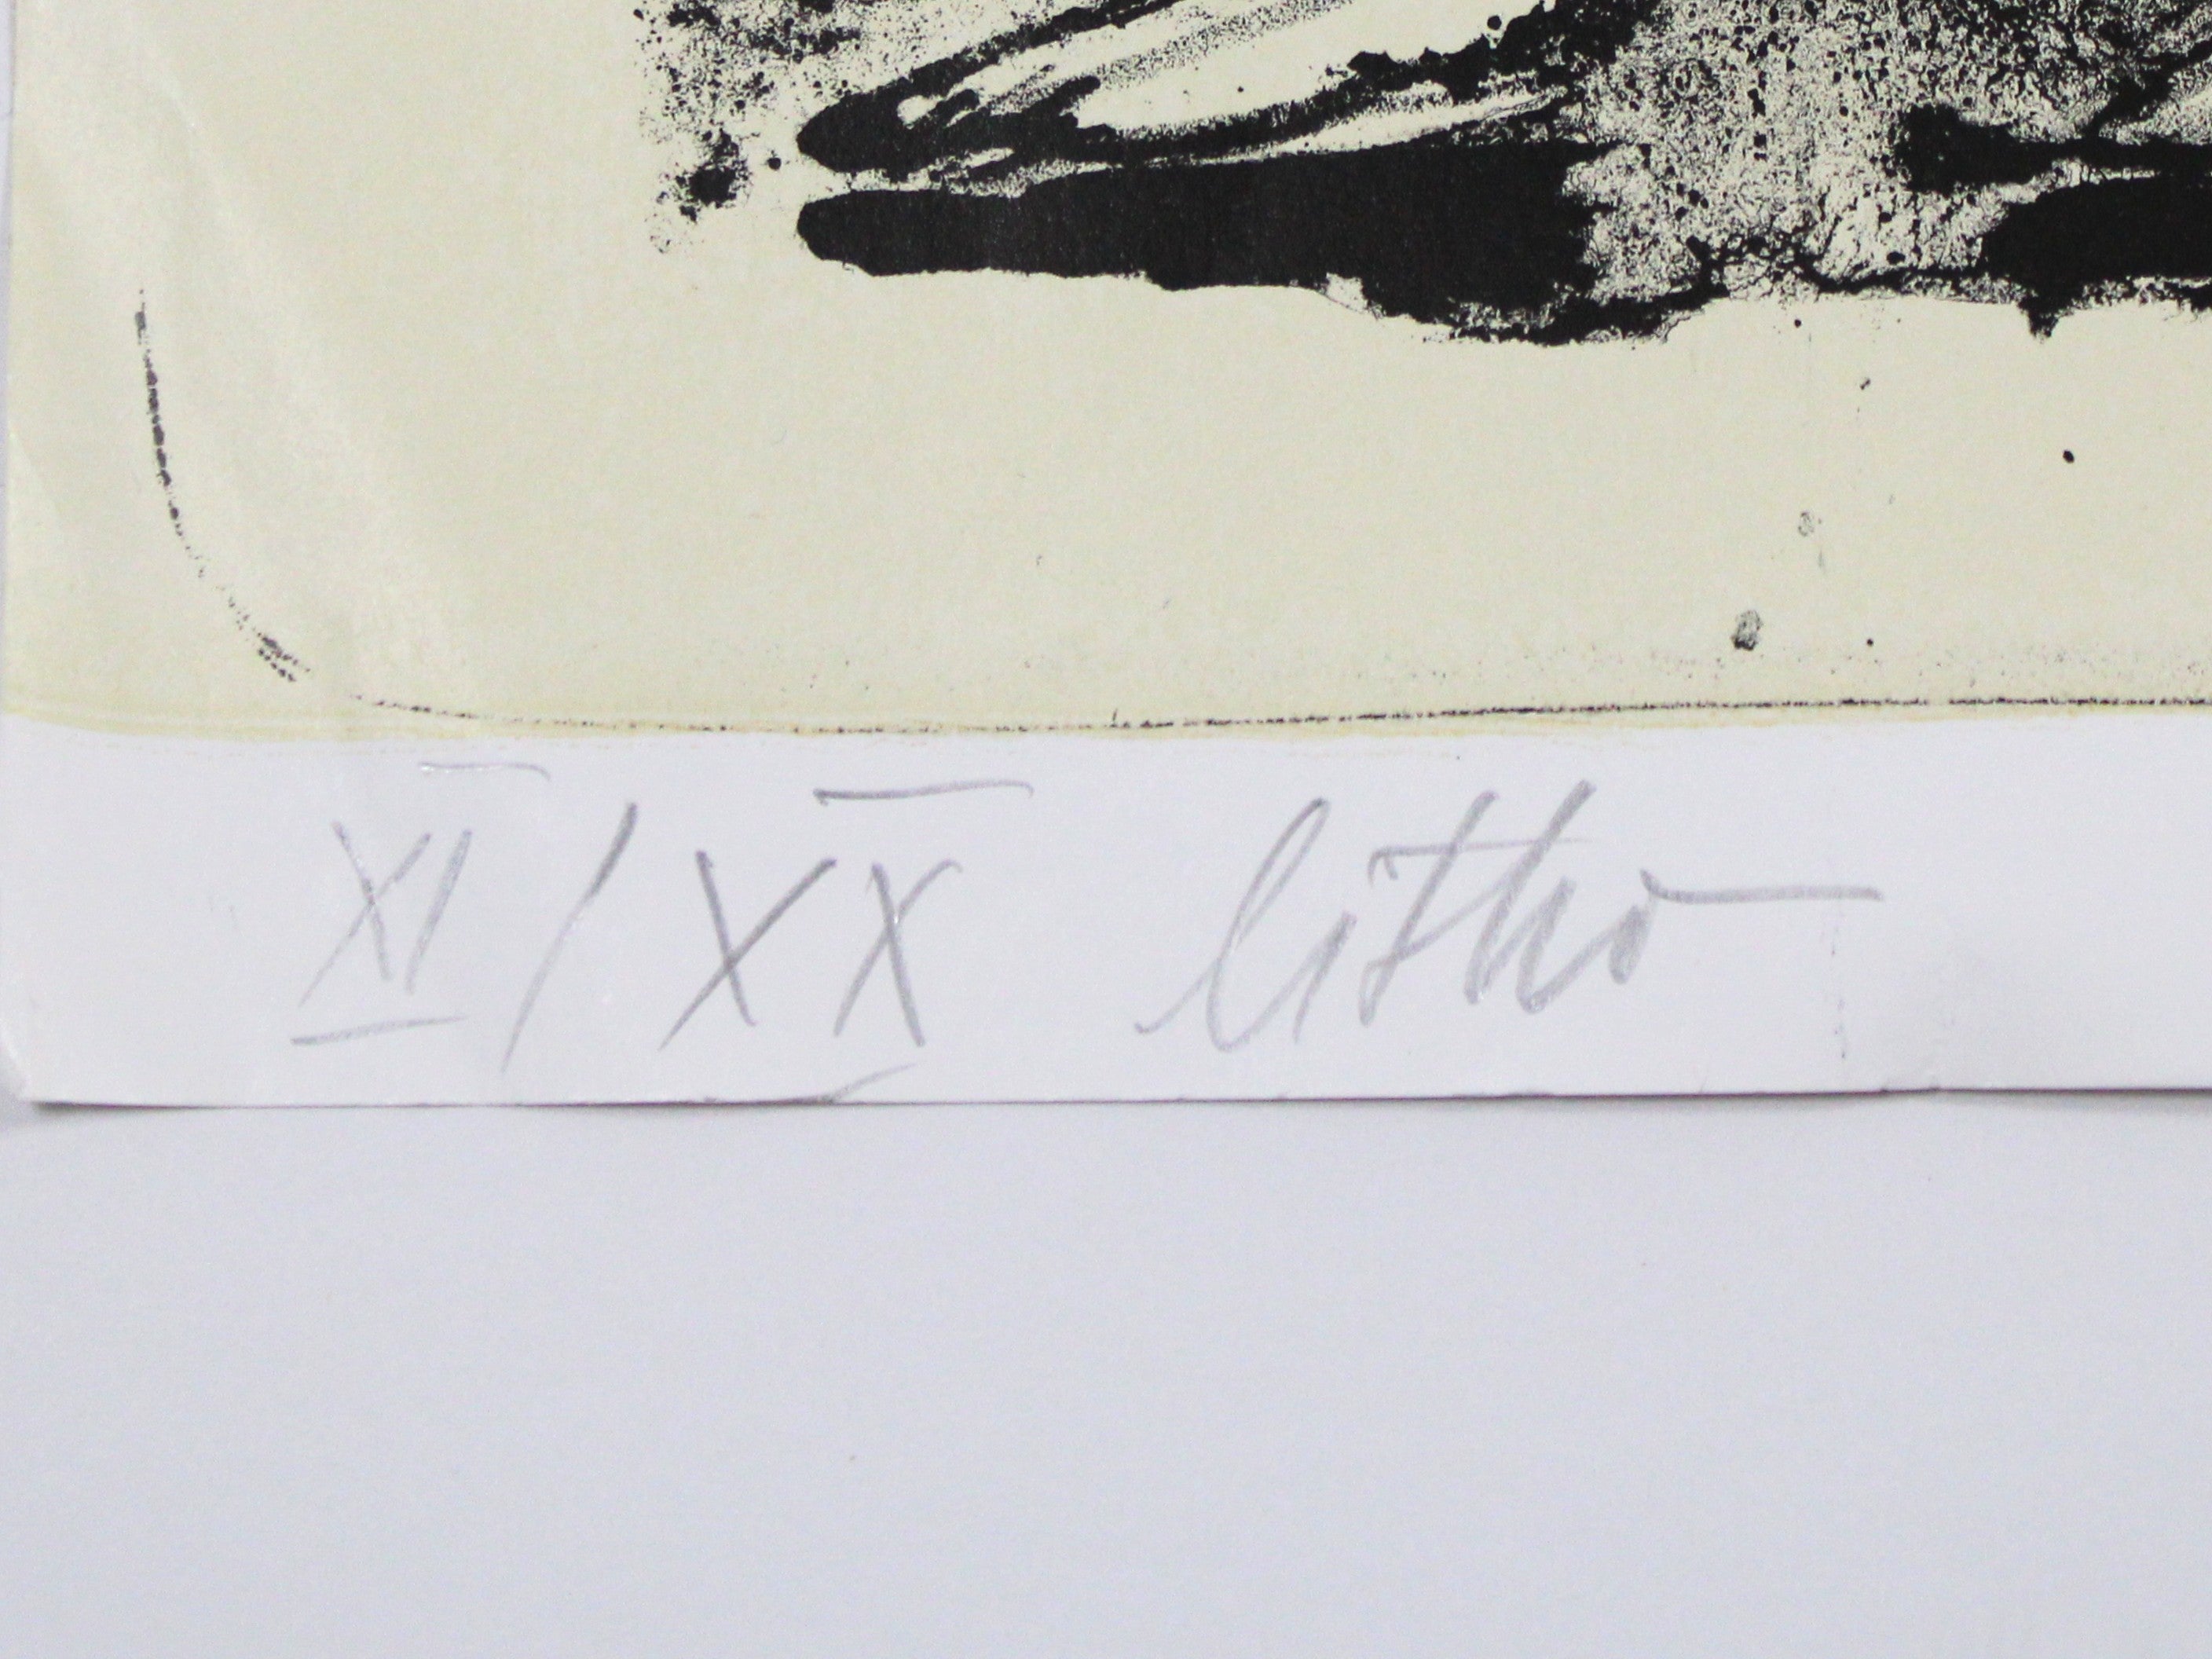 XI / XX litho